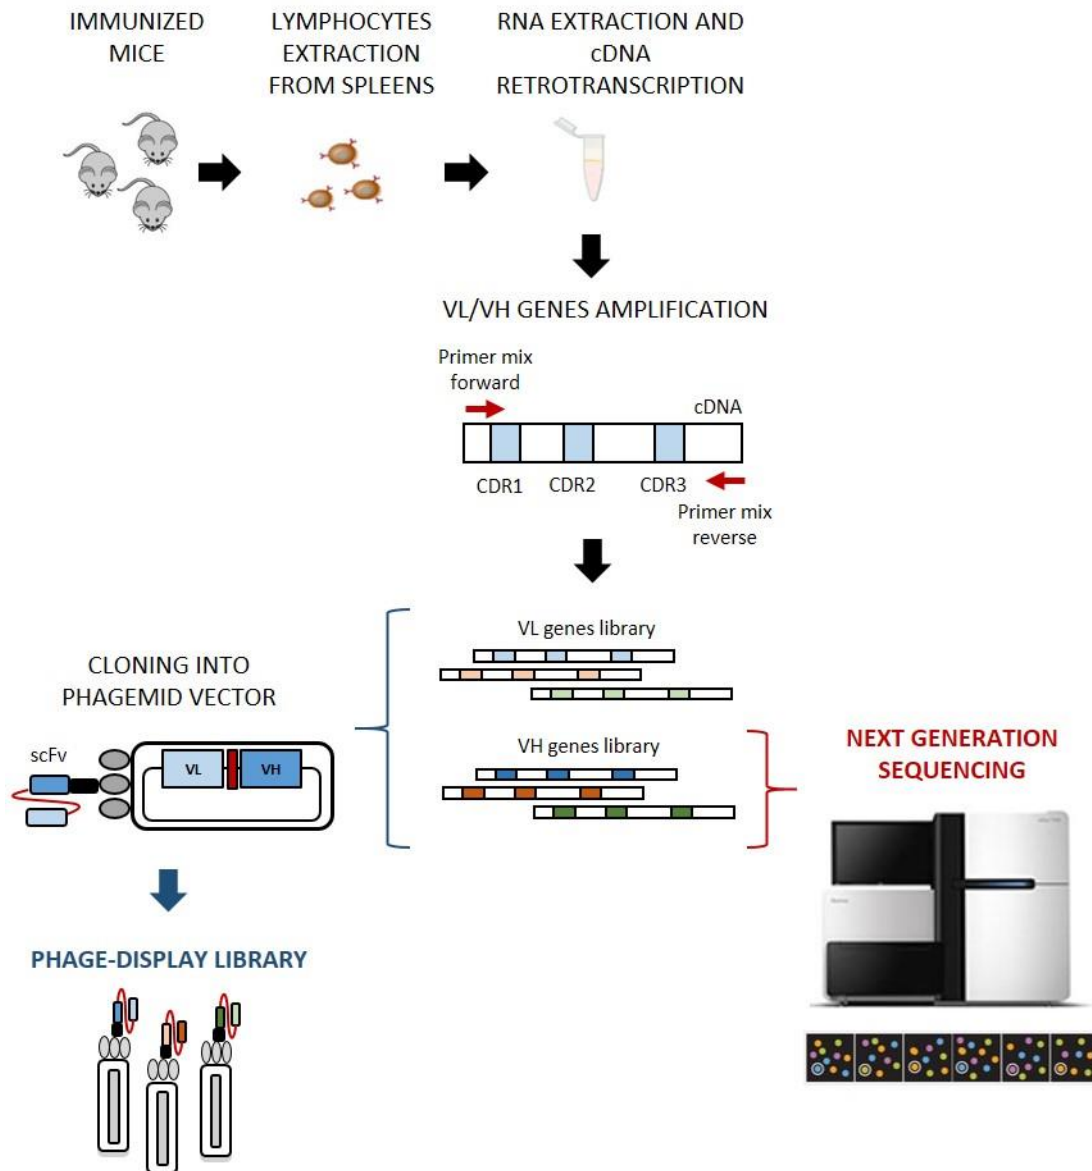 IMMUNIZED
MICE
LYMPHOCYTES
EXTRACTION
FROM SPLEENS
RNA EXTRACTION AND
cDNA
RETROTRANSCRIPTION
VL/VH GENES AMPLIFICATION
Primer mix
forward
cDNA
CDR1
CDR2
CDR3
Primer mix
reverse
VL genes library
CLONING INTO
PHAGEMID VECTOR
scFv
VL
VH
VH genes library
NEXT GENERATION
SEQUENCING
PHAGE-DISPLAY LIBRARY